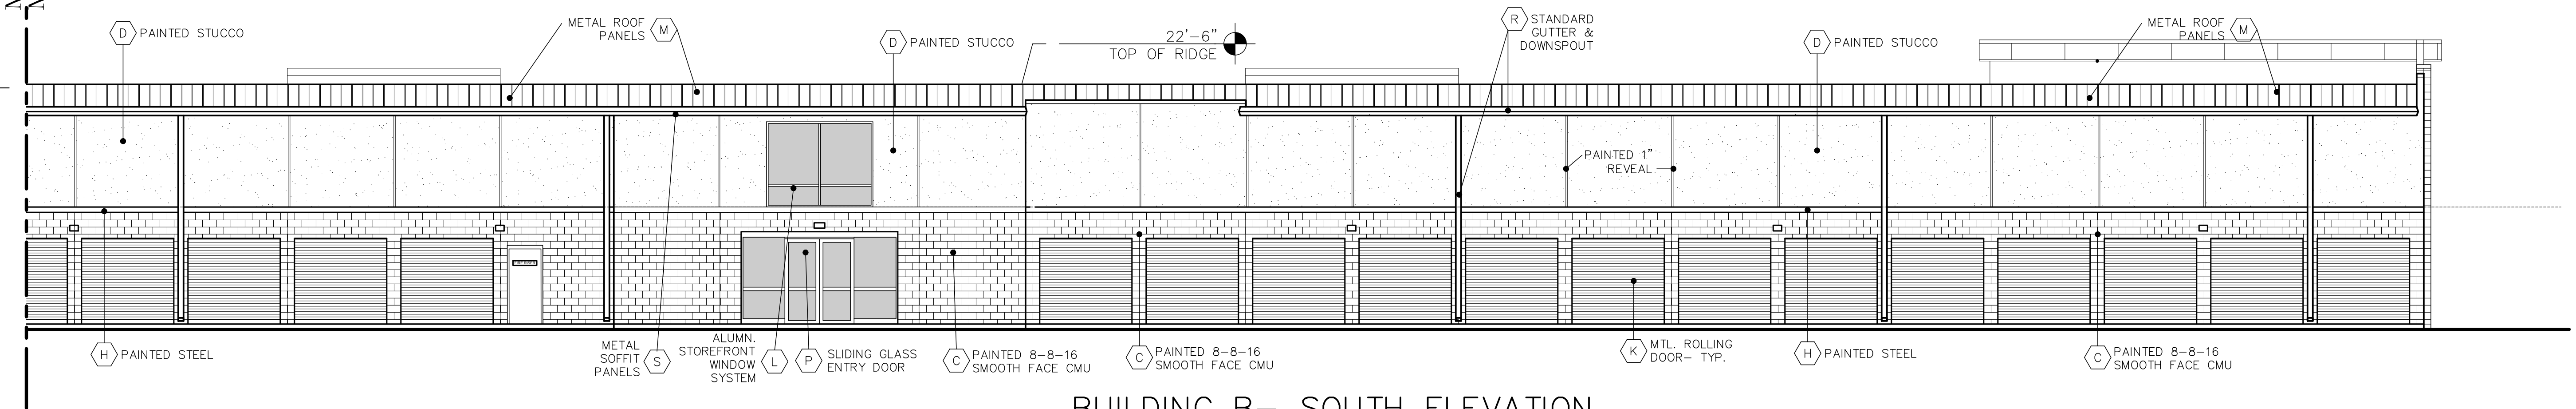 D PAINTED STUCCO
METAL ROOF
PANELS M
D PAINTED STUCCO
22'-6"
TOP OF RIDGE
R STANDARD
GUTTER &
DOWNSPOUT
D PAINTED STUCCO
METAL ROOF
PANELS M
PAINTED 1"
REVEAL
H PAINTED STEEL
METAL
SOFFIT
PANELS S
ALUMN.
STOREFRONT
WINDOW
SYSTEM L
P SLIDING GLASS
ENTRY DOOR
C PAINTED 8-8-16
SMOOTH FACE CMU
C PAINTED 8-8-16
SMOOTH FACE CMU
K MTL. ROLLING
DOOR- TYP.
H PAINTED STEEL
C PAINTED 8-8-16
SMOOTH FACE CMU
BUILDING B- SOUTH ELEVATION